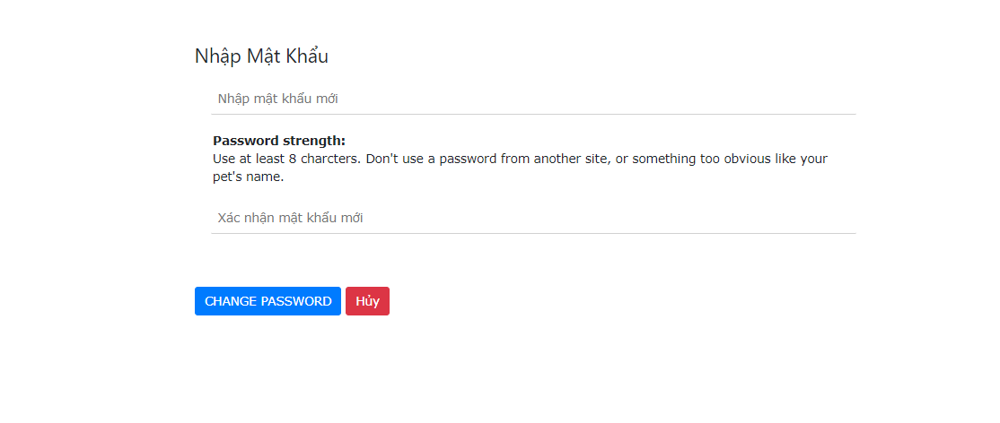 Nhập Mật Khẩu
Nhập mật khẩu mới
Password strength:
Use at least 8 charcters. Don't use a password from another site, or something too obvious like your
pet's name.
Xác nhận mật khẩu mới
CHANGE PASSWORD Hủy